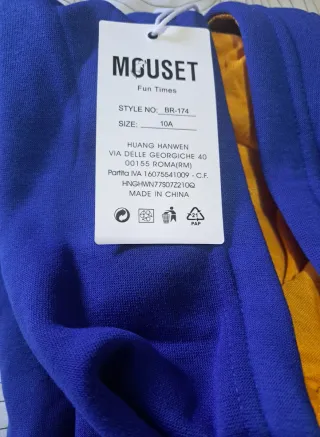 MOUSET
Fun Times
STYLE NO: BR-174
SIZE: 10A
HUANG HANWEN
VIA DELLE GEORGICHE 40
00155 ROMA(RM)
Partita IVA 16075541009 - C.F.
HNGHWN77S07Z210Q
MADE IN CHINA
21
PAP